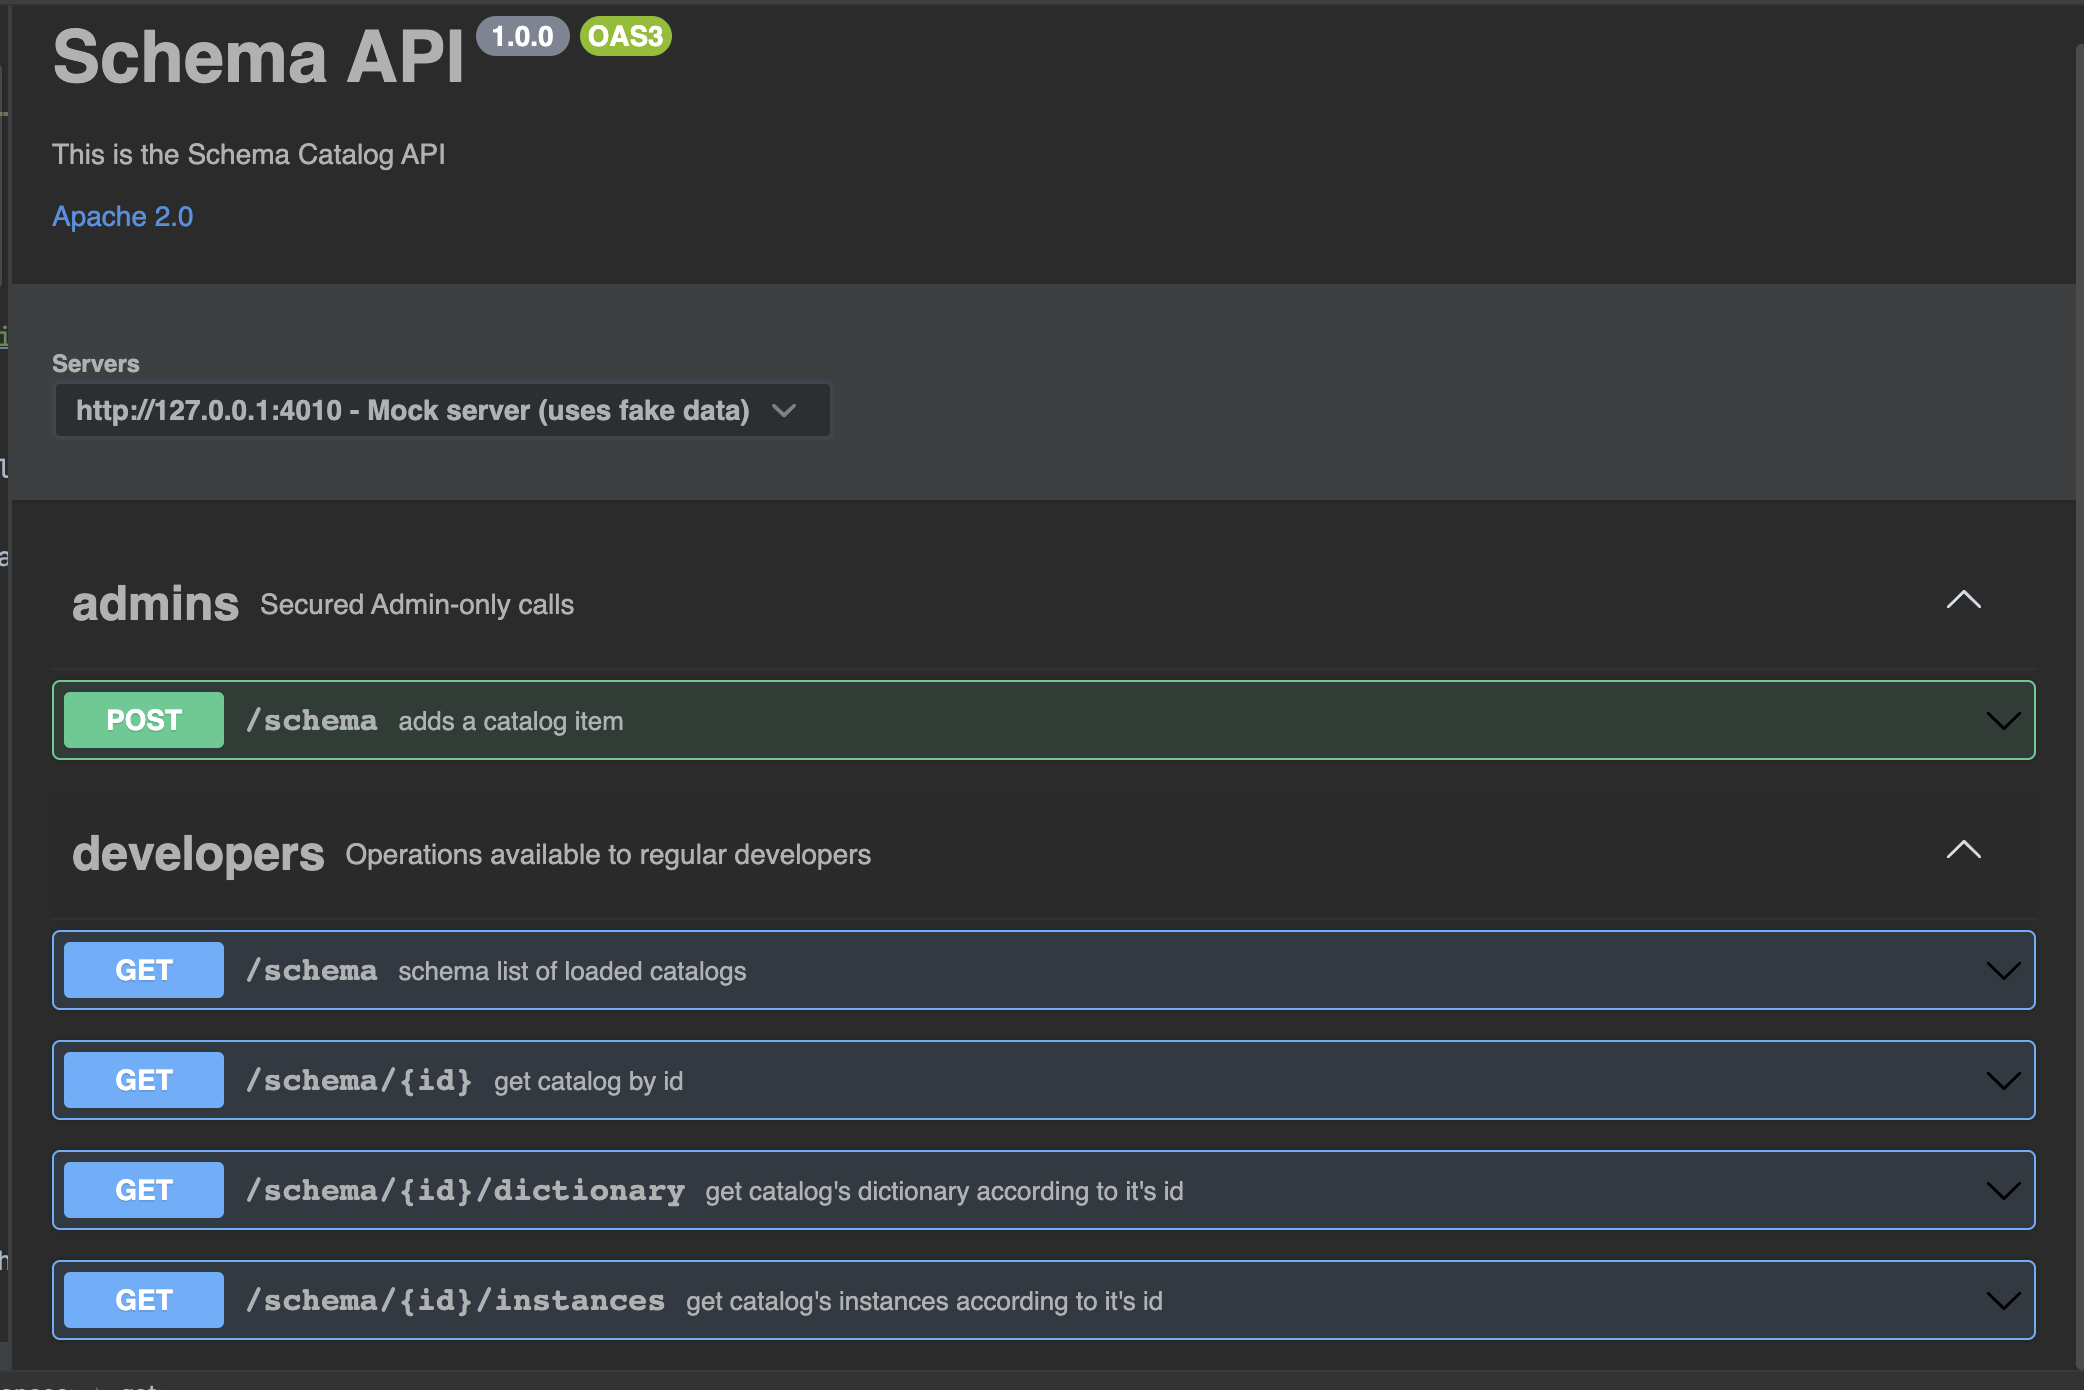 Schema API 1.0.0 OAS3
This is the Schema Catalog API
Apache 2.0
Servers
http://127.0.0.1:4010 - Mock server (uses fake data)
admins Secured Admin-only calls
POST /schema adds a catalog item
developers Operations available to regular developers
GET /schema schema list of loaded catalogs
GET /schema/{id} get catalog by id
GET /schema/{id}/dictionary get catalog's dictionary according to it's id
GET /schema/{id}/instances get catalog's instances according to it's id